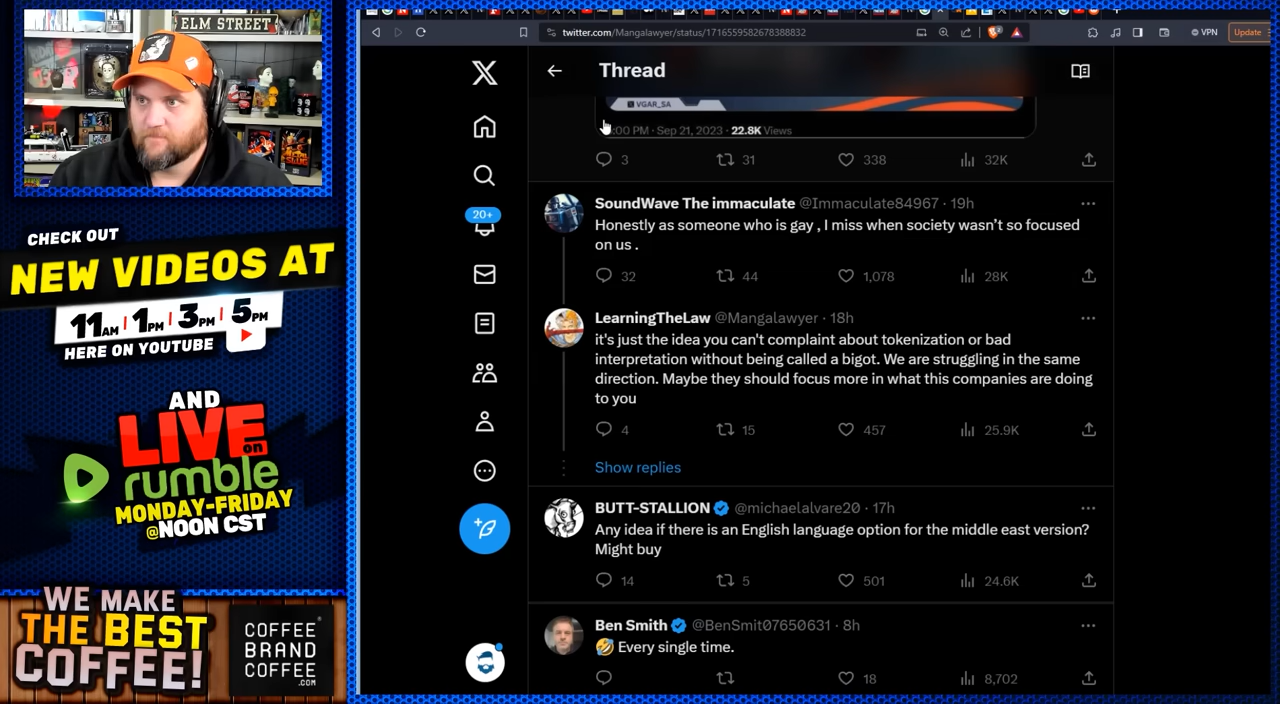 ELM STREET
CHECK OUT
NEW VIDEOS AT
11AM | 1PM | 3PM | 5PM
HERE ON YOUTUBE
AND
LIVE on
rumble
MONDAY-FRIDAY
@NOON CST
WE MAKE
THE BEST
COFFEE!
COFFEE
BRAND
COFFEE
.COM
twitter.com/Mangalawyer/status/1716559582678388832
VPN
Update
Thread
VGAR_SA
:00 PM · Sep 21, 2023 · 22.8K Views
3 31 338 32K
20+
SoundWave The immaculate @Immaculate84967 · 19h
Honestly as someone who is gay , I miss when society wasn’t so focused
on us .
32 44 1,078 28K
LearningTheLaw @Mangalawyer · 18h
it's just the idea you can't complaint about tokenization or bad
interpretation without being called a bigot. We are struggling in the same
direction. Maybe they should focus more in what this companies are doing
to you
4 15 457 25.9K
Show replies
BUTT-STALLION @michaelalvare20 · 17h
Any idea if there is an English language option for the middle east version?
Might buy
14 5 501 24.6K
Ben Smith @BenSmit07650631 · 8h
🤣 Every single time.
18 8,702